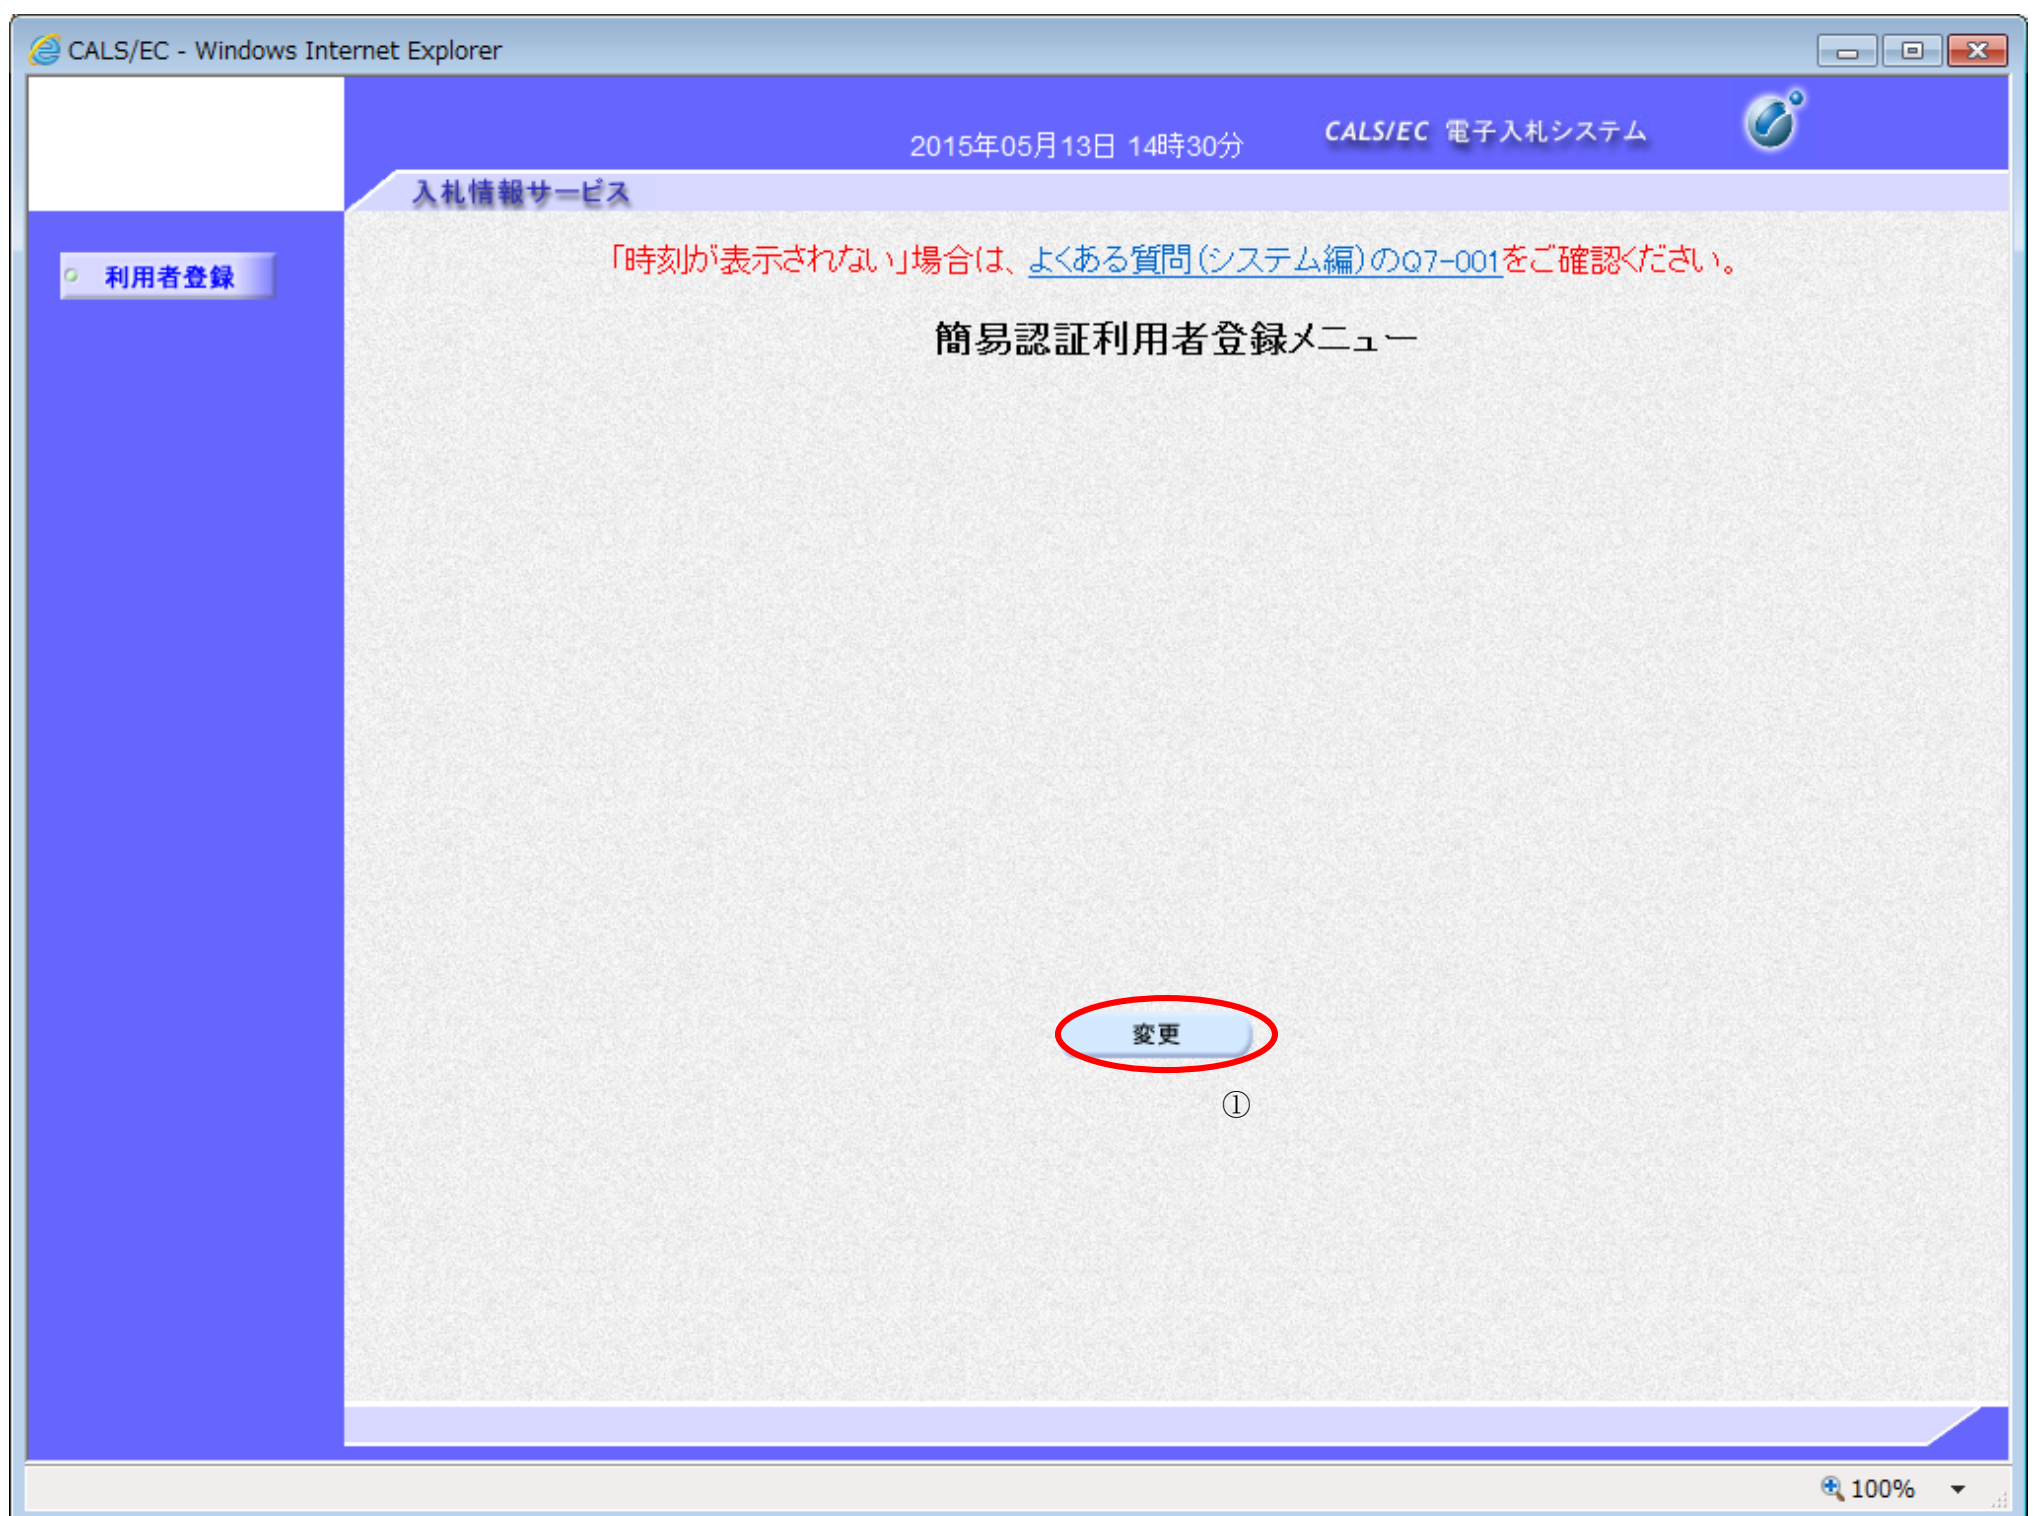 CALS/EC - Windows Internet Explorer
2015年05月13日 14時30分
CALS/EC 電子入札システム
入札情報サービス
利用者登録
「時刻が表示されない」場合は、よくある質問(システム編)のQ7-001をご確認ください。
簡易認証利用者登録メニュー
変更
①
100%